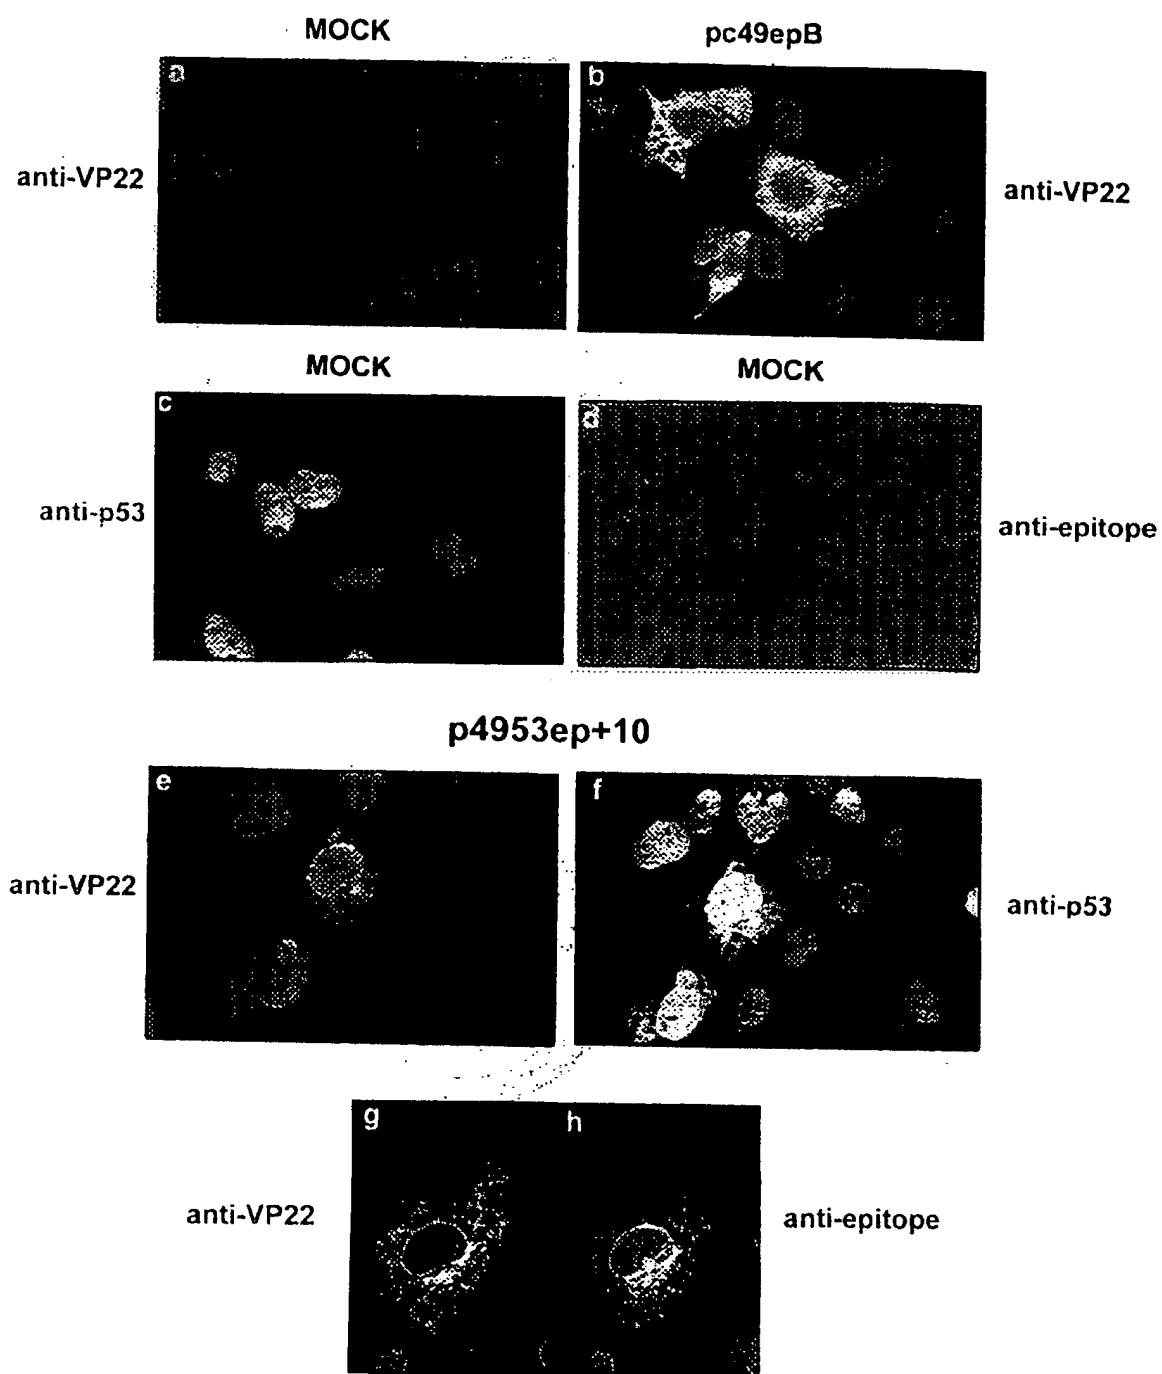 MOCK pc49epB
a b
anti-VP22 anti-VP22
MOCK MOCK
c d
anti-p53 anti-epitope
p4953ep+10
e f
anti-VP22 anti-p53
g h
anti-VP22 anti-epitope